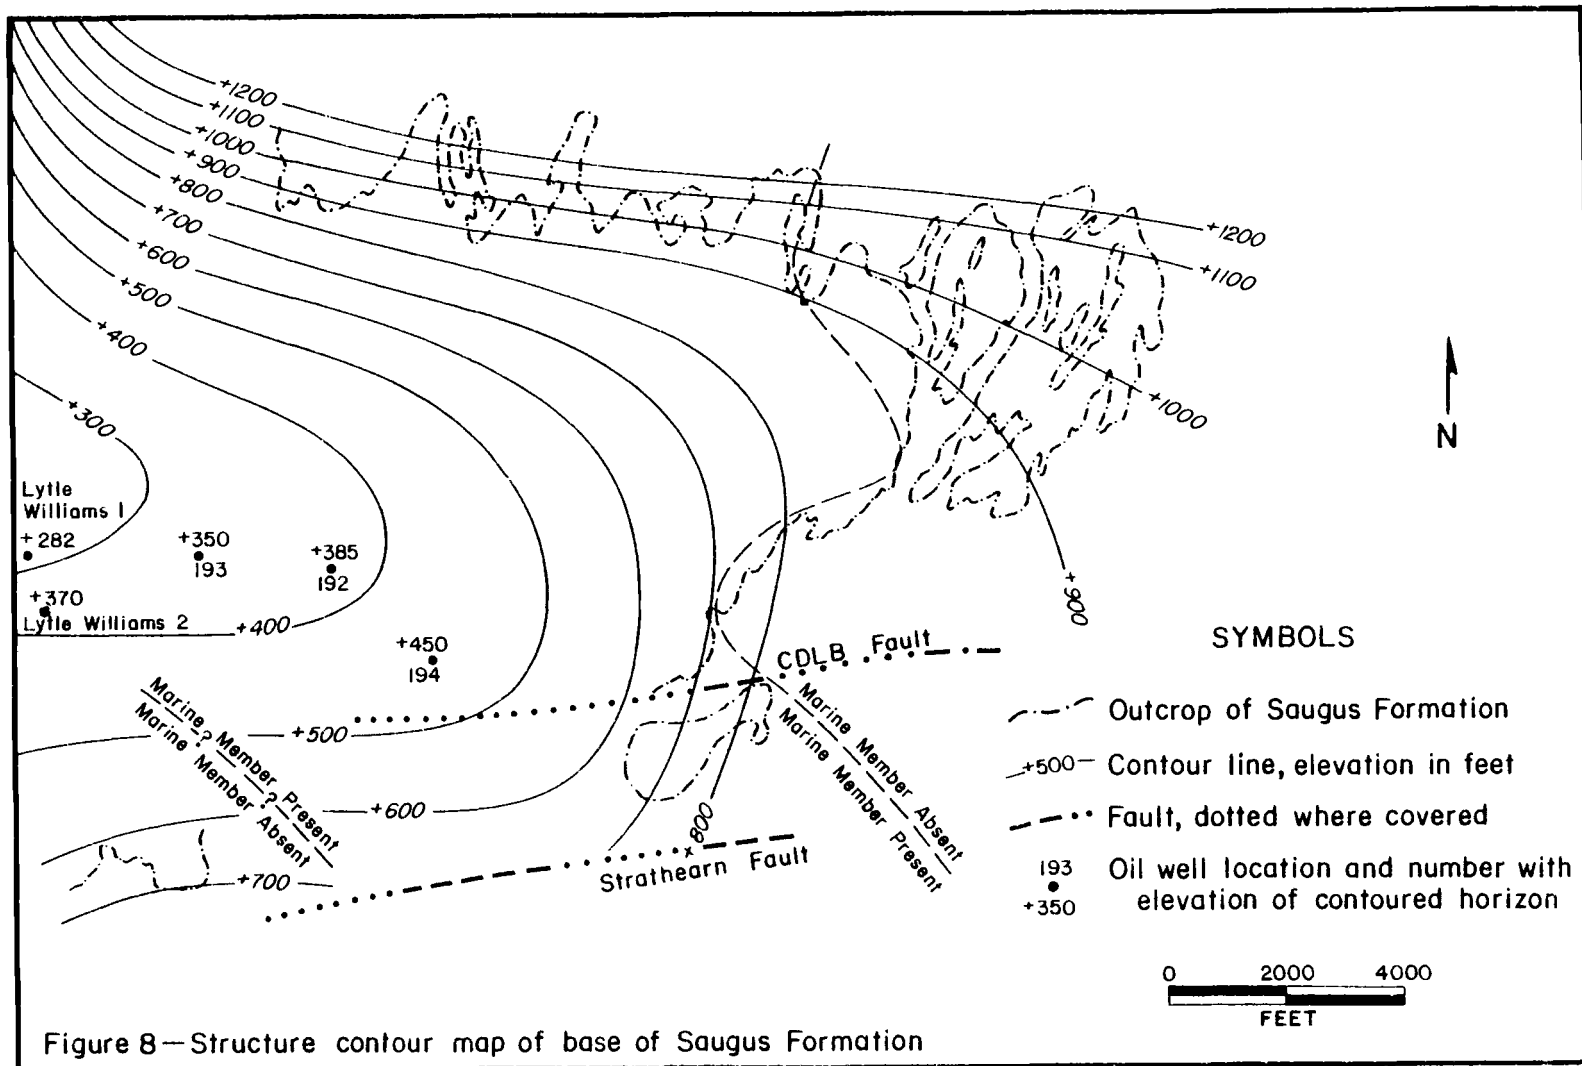 +1200
+1100
+1000
+900
+800
+700
+600
+500
+400
+300
+1200
+1100
+1000
+900
Lytle
Williams 1
+ 282
+350
193
+385
192
+370
Lytle Williams 2
+400
+450
194
CDLB Fault
Marine ? Member Present
Marine Member ? Absent
+500
+600
+700
Marine Member Absent
Marine Member Present
800
Strathearn Fault
N
SYMBOLS
Outcrop of Saugus Formation
+500 Contour line, elevation in feet
Fault, dotted where covered
193
+350
Oil well location and number with
elevation of contoured horizon
0 2000 4000
FEET
Figure 8—Structure contour map of base of Saugus Formation